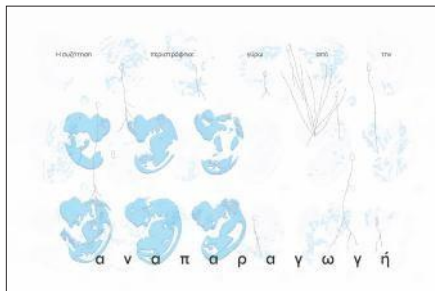 Η συζήτηση περιστρέφεται γύρω από την
α ν α π α ρ α γ ω γ ή